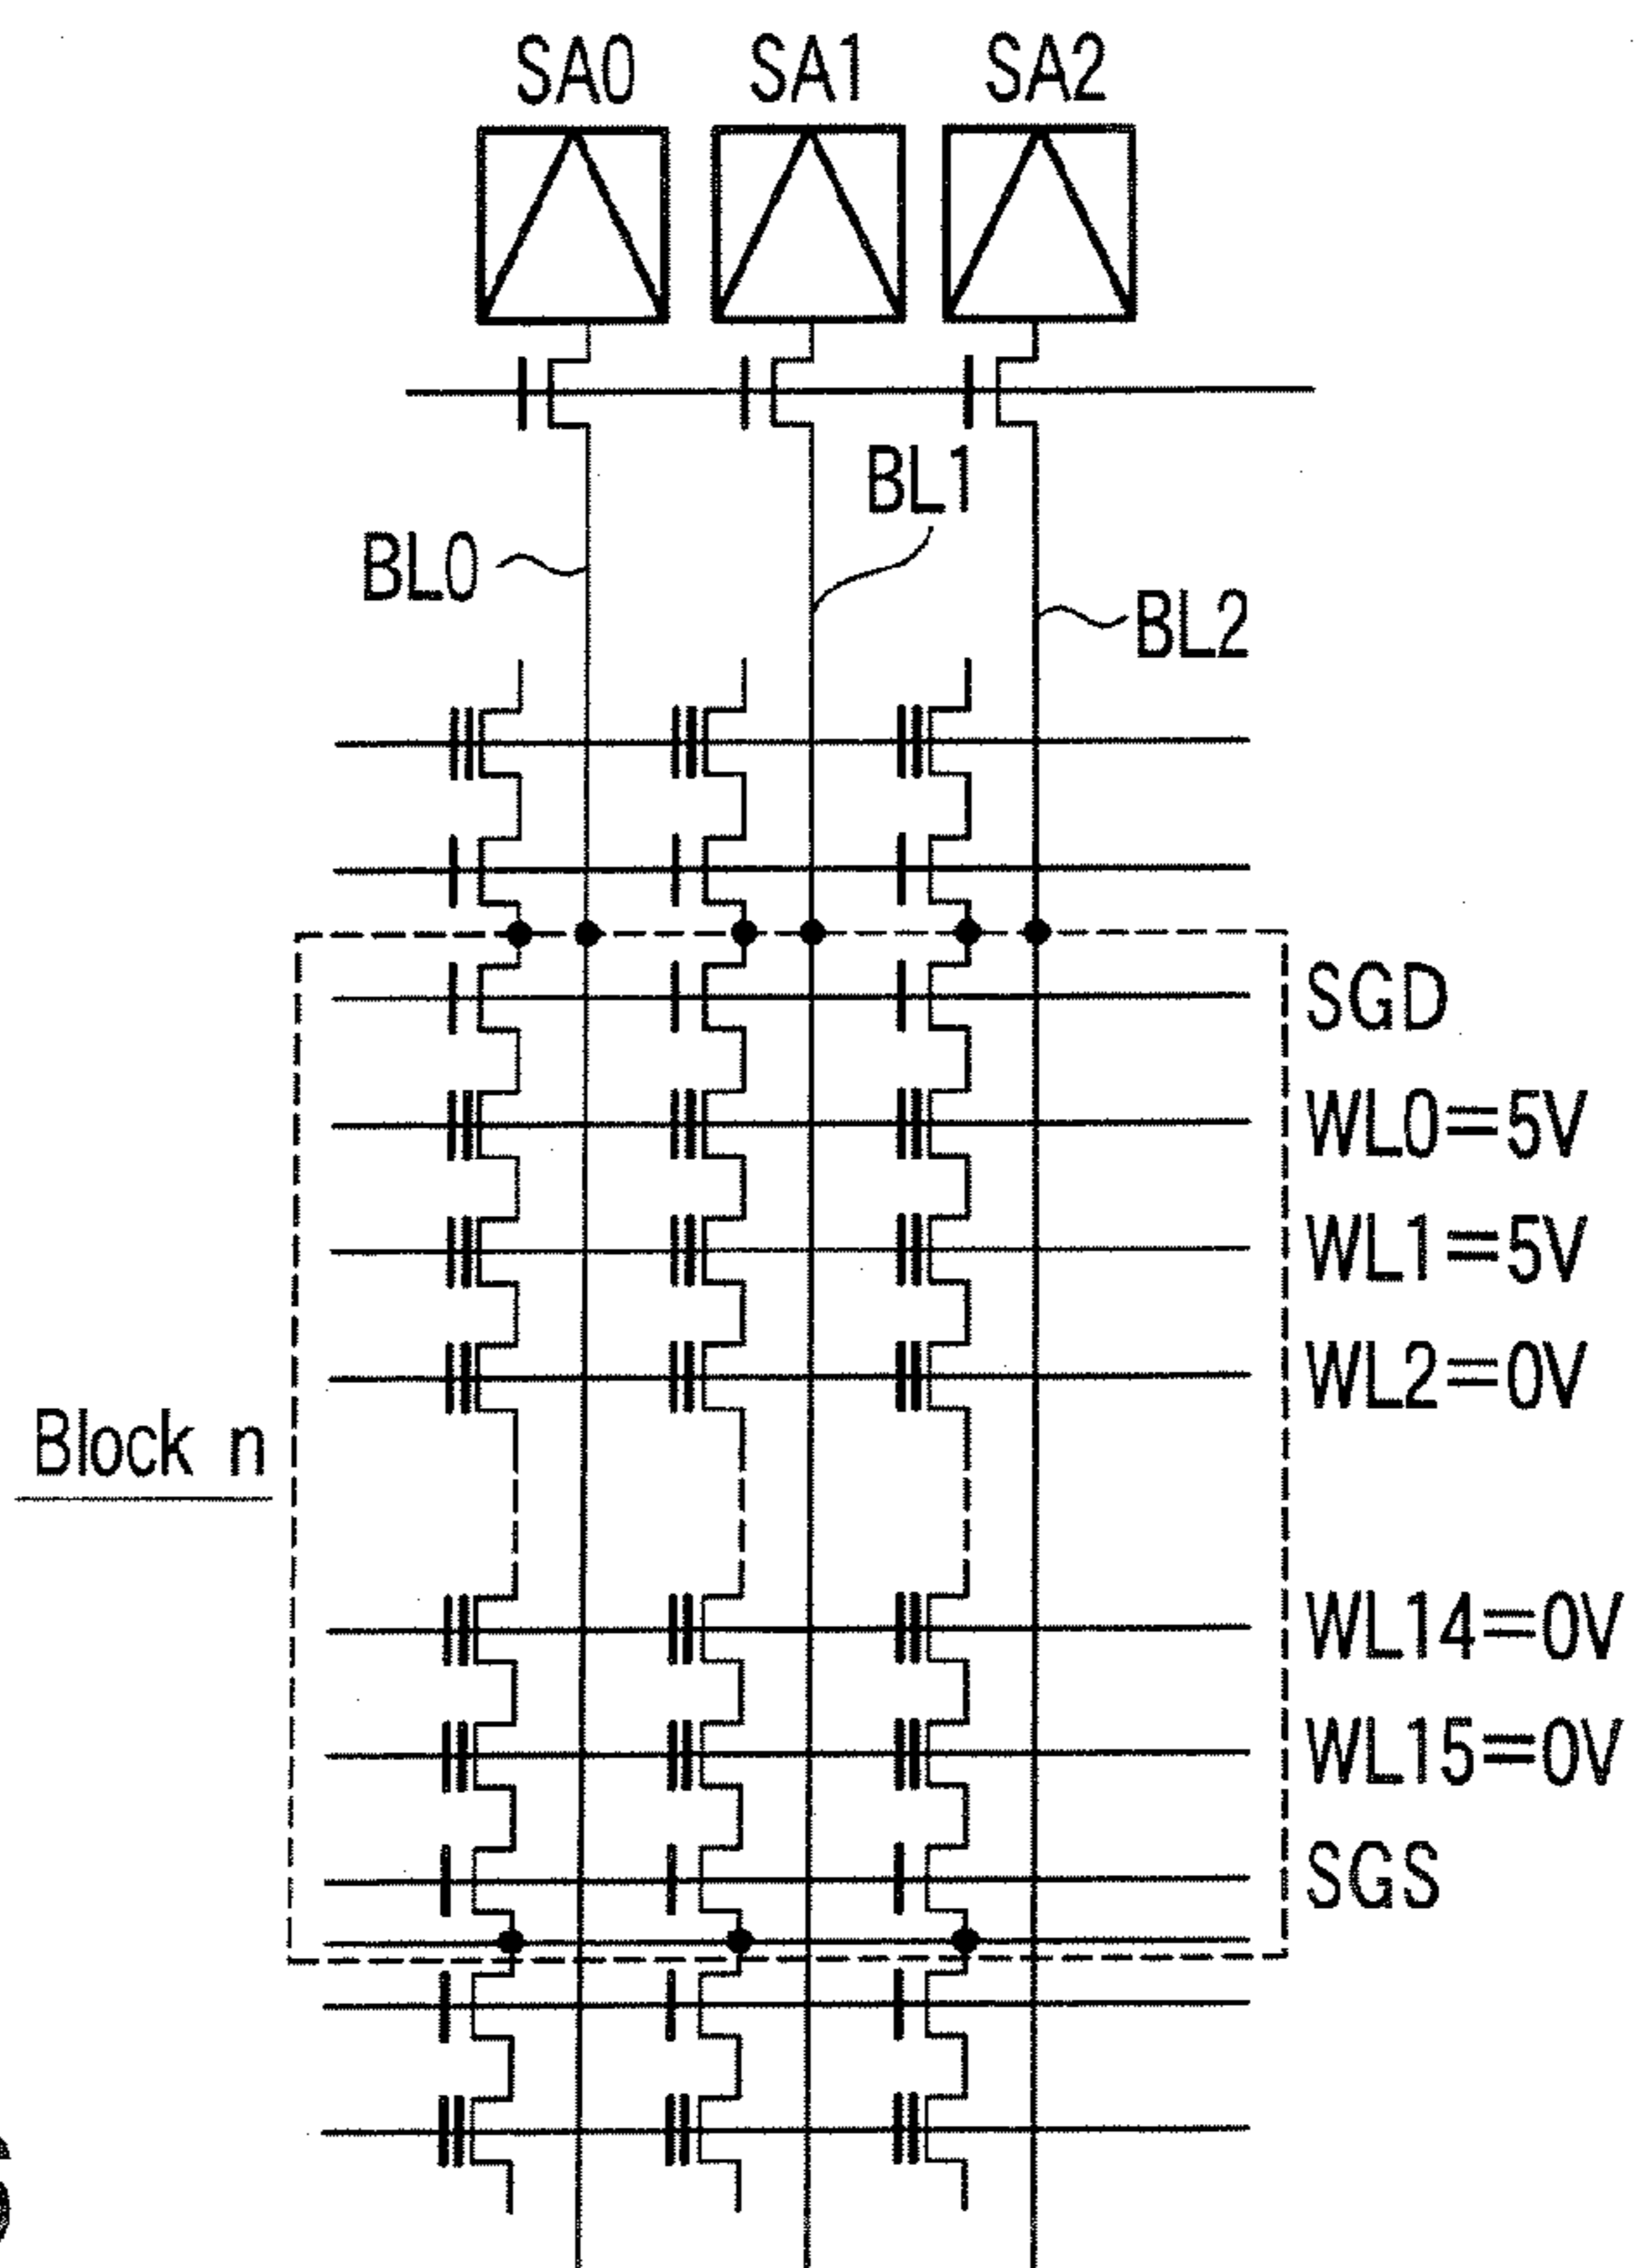 SA0 SA1 SA2
BL1
BL0
BL2
SGD
WL0=5V
WL1=5V
WL2=0V
Block n
WL14=0V
WL15=0V
SGS